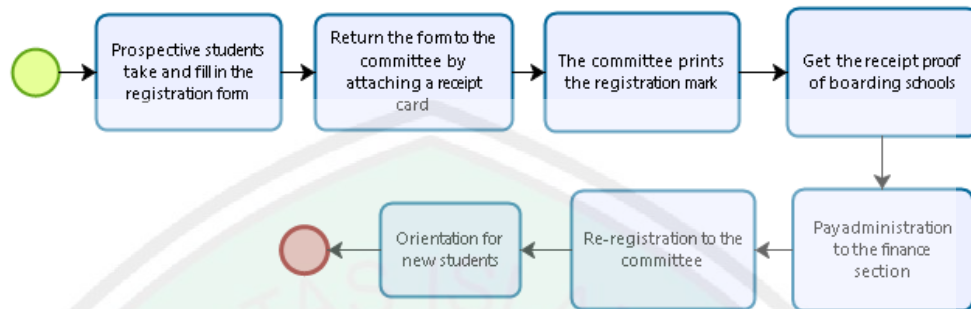 Prospective students
take and fill in the
registration form
Return the form to the
committee by
attaching a receipt
card
The committee prints
the registration mark
Get the receipt proof
of boarding schools
Pay administration
to the finance
section
Re-registration to the
committee
Orientation for
new students